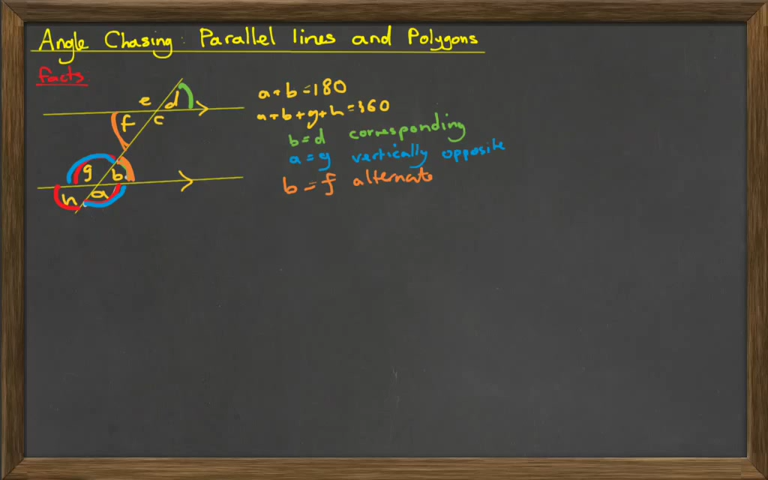 Angle Chasing: Parallel lines and Polygons
Facts
e d
f c
g b
h a
a+b=180
a+b+g+h=360
b=d corresponding
a=g vertically opposite
b=f alternate